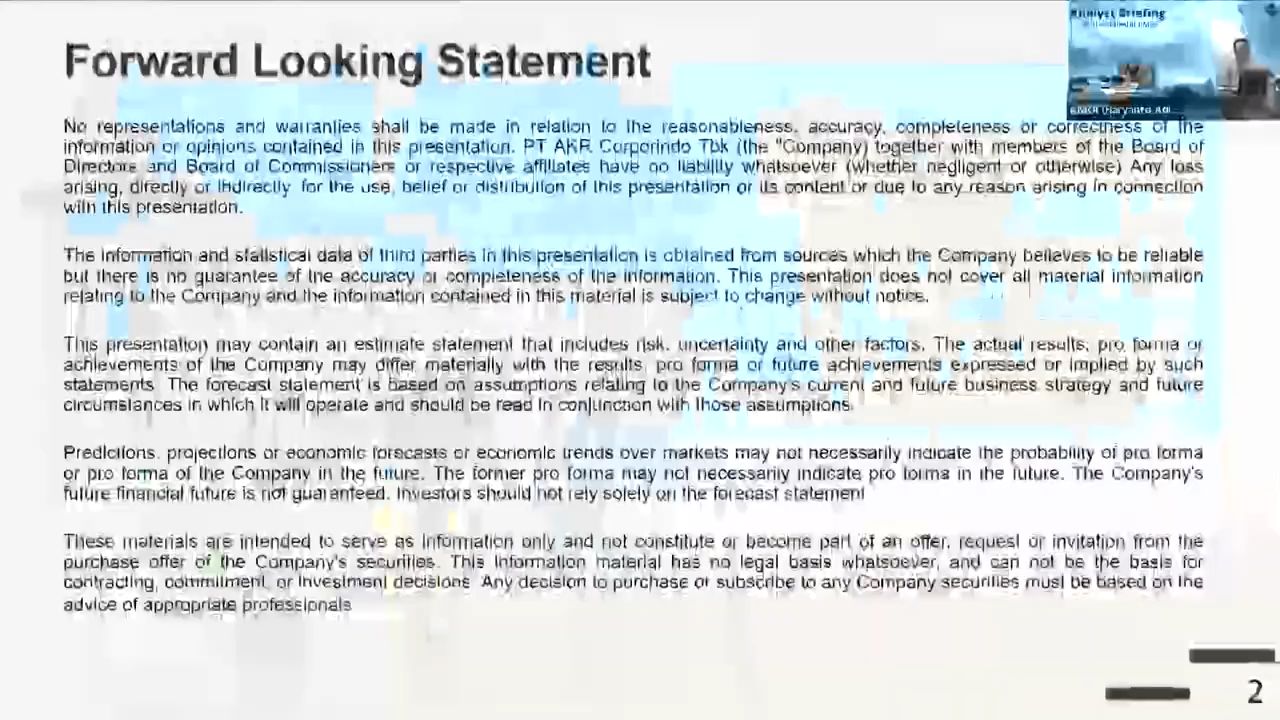 Forward Looking Statement
Analyst Briefing
No representations and warranties shall be made in relation to the reasonableness, accuracy, completeness or correctness of the
information or opinions contained in this presentation. PT AKR Corporindo Tbk (the "Company) together with members of the Board of
Directors and Board of Commissioners or respective affiliates have no liability whatsoever (whether negligent or otherwise) Any loss
arising, directly or indirectly for the use, belief or distribution of this presentation or its content or due to any reason arising in connection
with this presentation.
The information and statistical data of third parties in this presentation is obtained from sources which the Company believes to be reliable
but there is no guarantee of the accuracy or completeness of the information. This presentation does not cover all material information
relating to the Company and the information contained in this material is subject to change without notice.
This presentation may contain an estimate statement that includes risk, uncertainty and other factors. The actual results, pro forma or
achievements of the Company may differ materially with the results, pro forma or future achievements expressed or implied by such
statements. The forecast statement is based on assumptions relating to the Company's current and future business strategy and future
circumstances in which it will operate and should be read in conjunction with those assumptions.
Predictions, projections or economic forecasts or economic trends over markets may not necessarily indicate the probability of pro forma
or pro forma of the Company in the future. The former pro forma may not necessarily indicate pro forma in the future. The Company's
future financial future is not guaranteed. Investors should not rely solely on the forecast statement
These materials are intended to serve as information only and not constitute or become part of an offer, request or invitation from the
purchase offer of the Company's securities. This information material has no legal basis whatsoever, and can not be the basis for
contracting, commitment, or investment decisions. Any decision to purchase or subscribe to any Company securities must be based on the
advice of appropriate professionals
2